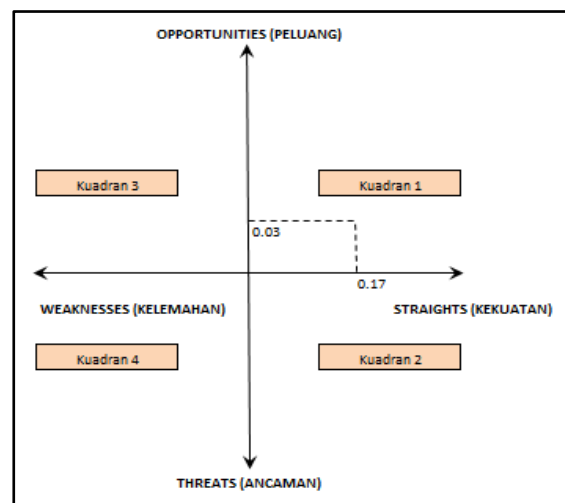 OPPORTUNITIES (PELUANG)
Kuadran 3
Kuadran 1
0.03
0.17
WEAKNESSES (KELEMAHAN)
STRAIGHTS (KEKUATAN)
Kuadran 4
Kuadran 2
THREATS (ANCAMAN)